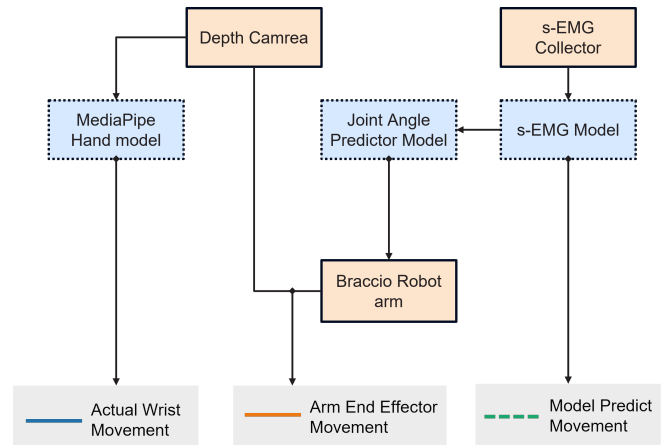 Depth Camrea
s-EMG
Collector
MediaPipe
Hand model
Joint Angle
Predictor Model
s-EMG Model
Braccio Robot
arm
Actual Wrist
Movement
Arm End Effector
Movement
Model Predict
Movement